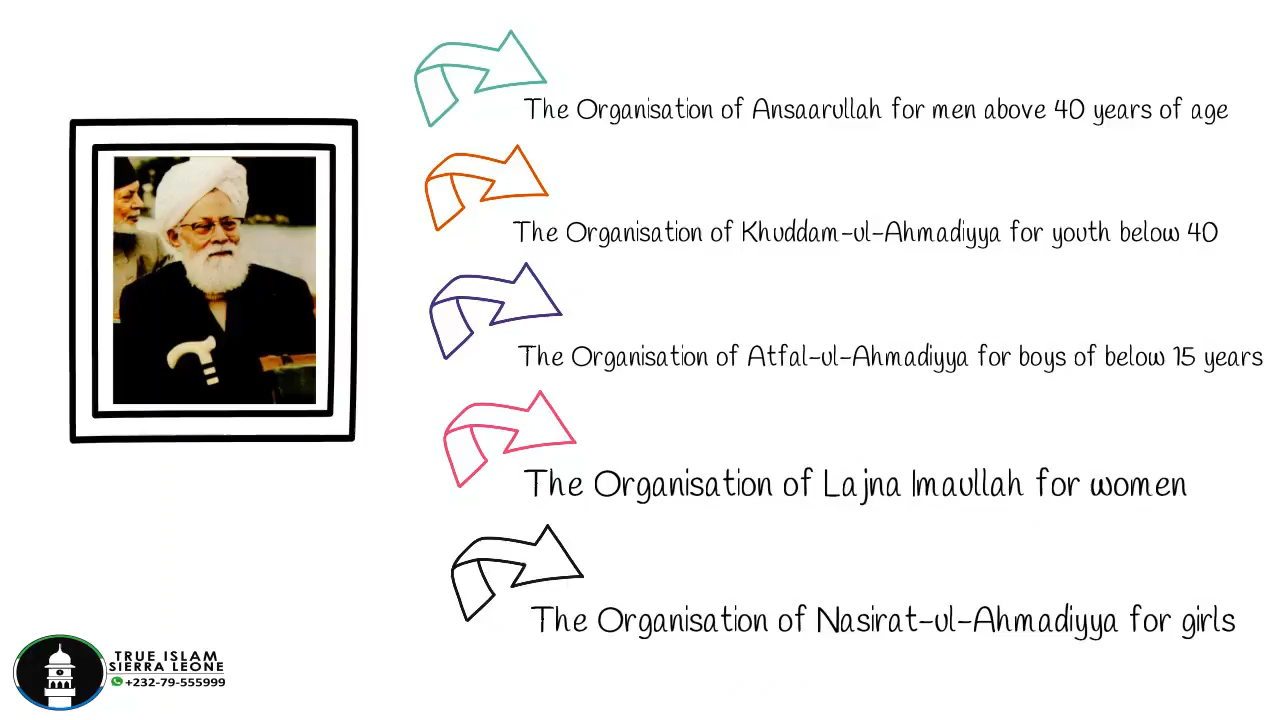 The Organisation of Ansaarullah for men above 40 years of age
The Organisation of Khuddam-ul-Ahmadiyya for youth below 40
The Organisation of Atfal-ul-Ahmadiyya for boys of below 15 years
The Organisation of Lajna Imaullah for women
The Organisation of Nasirat-ul-Ahmadiyya for girls
TRUE ISLAM
SIERRA LEONE
+232-79-555999